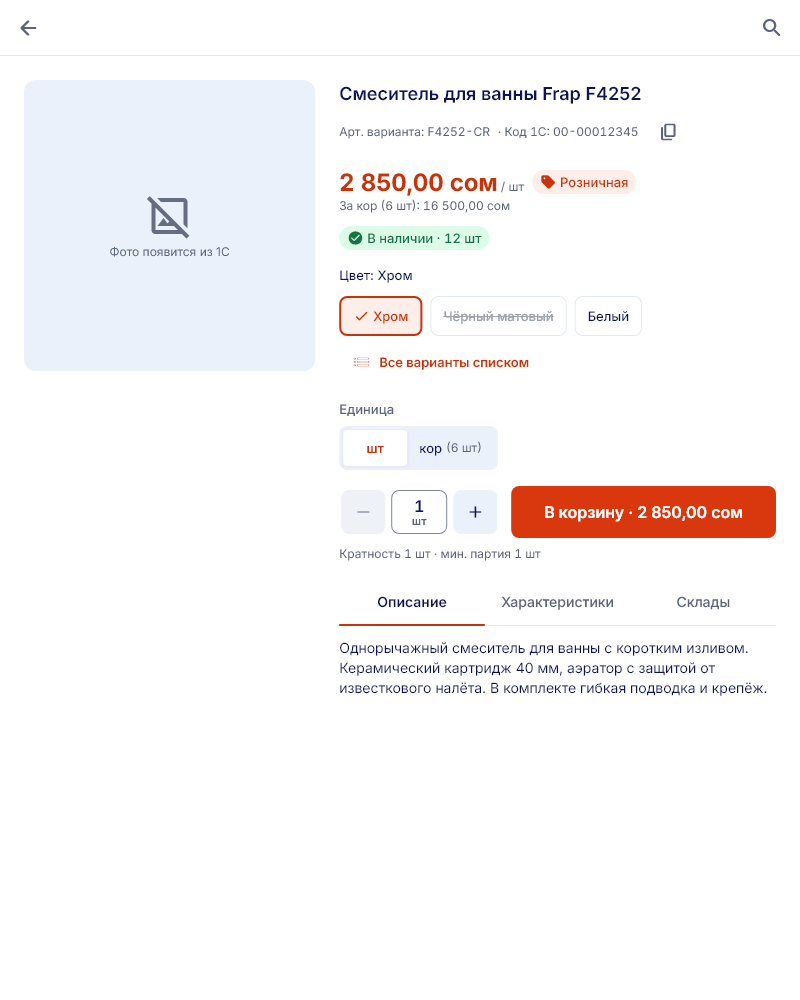 Фото появится из 1С
Смеситель для ванны Frap F4252
Арт. варианта: F4252-CR · Код 1С: 00-00012345
2 850,00 сом / шт
Розничная
За кор (6 шт): 16 500,00 сом
В наличии · 12 шт
Цвет: Хром
Хром
Чёрный матовый
Белый
Все варианты списком
Единица
шт
кор (6 шт)
1
шт
В корзину · 2 850,00 сом
Кратность 1 шт · мин. партия 1 шт
Описание
Характеристики
Склады
Однорычажный смеситель для ванны с коротким изливом.
Керамический картридж 40 мм, аэратор с защитой от
известкового налёта. В комплекте гибкая подводка и крепёж.